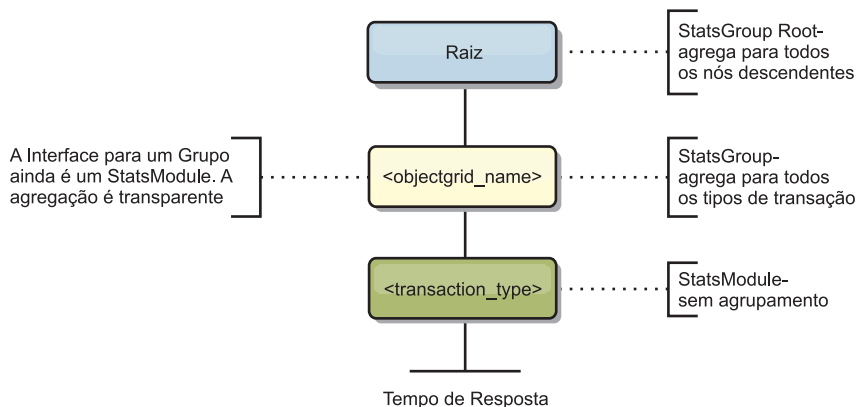 Raiz
StatsGroup Root-
agrega para todos
os nós descendentes
A Interface para um Grupo
ainda é um StatsModule. A
agregação é transparente
<objectgrid_name>
StatsGroup-
agrega para todos
os tipos de transação
<transaction_type>
StatsModule-
sem agrupamento
Tempo de Resposta